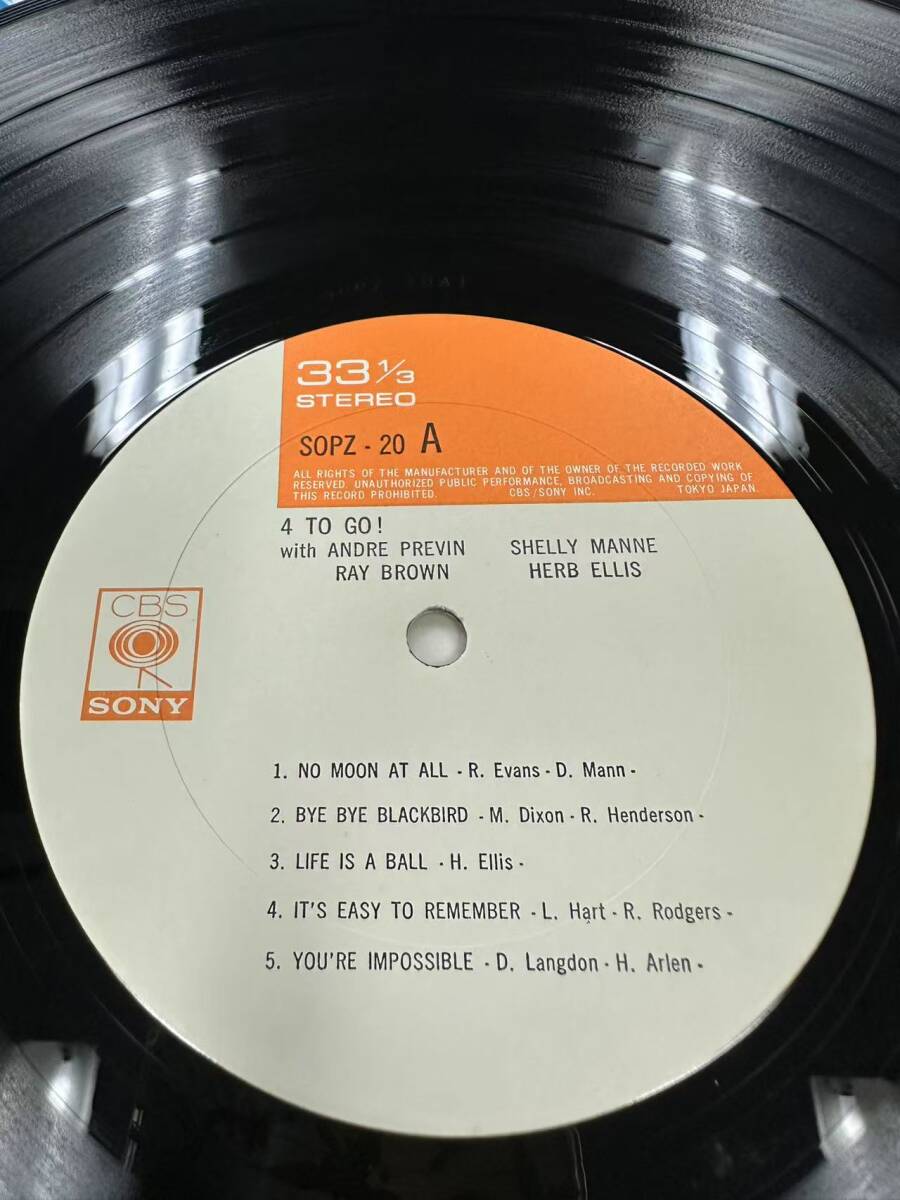 33 1/3
STEREO
SOPZ - 20 A
ALL RIGHTS OF THE MANUFACTURER AND OF THE OWNER OF THE RECORDED WORK
RESERVED. UNAUTHORIZED PUBLIC PERFORMANCE, BROADCASTING AND COPYING OF
THIS RECORD PROHIBITED. CBS/SONY INC. TOKYO JAPAN.
4 TO GO!
with ANDRE PREVIN SHELLY MANNE
RAY BROWN HERB ELLIS
CBS
SONY
1. NO MOON AT ALL - R. Evans - D. Mann -
2. BYE BYE BLACKBIRD - M. Dixon - R. Henderson -
3. LIFE IS A BALL - H. Ellis -
4. IT'S EASY TO REMEMBER - L. Hart - R. Rodgers -
5. YOU'RE IMPOSSIBLE - D. Langdon - H. Arlen -